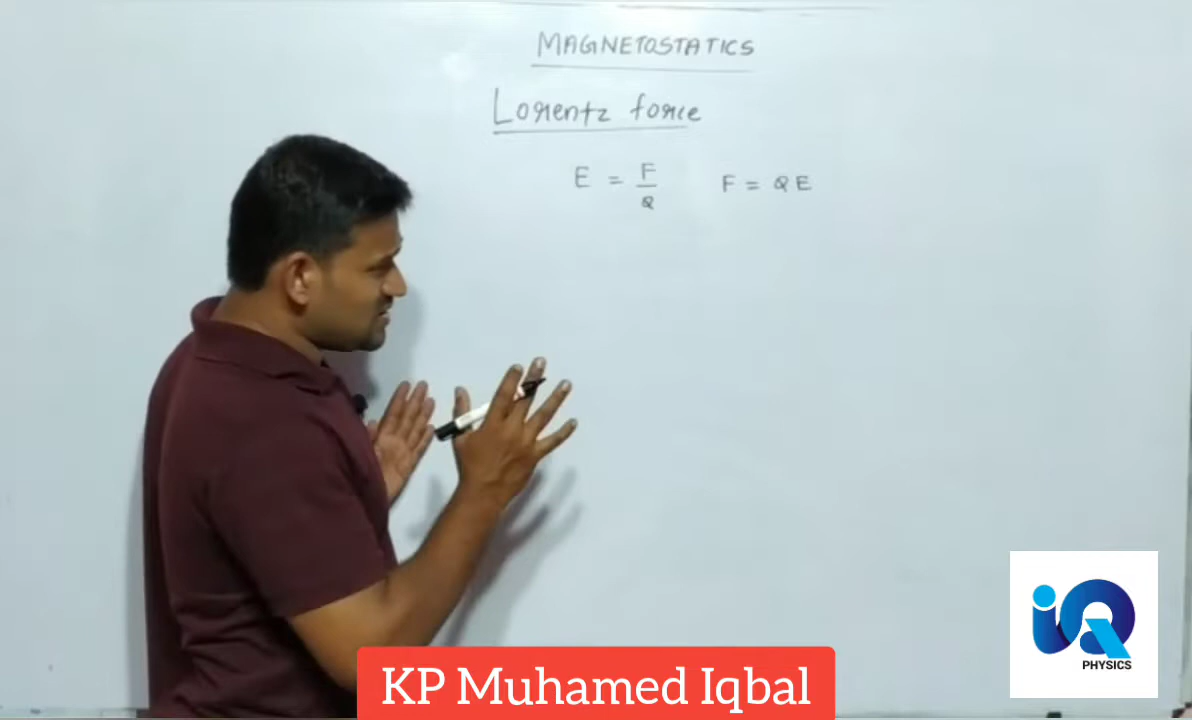 MAGNETOSTATICS
Lorentz force
E = F/Q F = QE
KP Muhamed Iqbal
iQ
PHYSICS